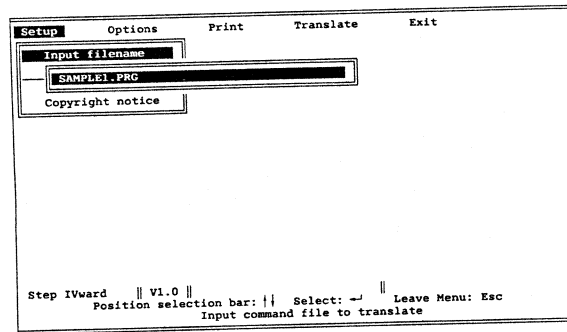 Setup Options Print Translate Exit
Input filename
SAMPLE1.PRG
Copyright notice
Step IVward ‖ V1.0 ‖ ‖
Position selection bar: ↑↓ Select: ↵ Leave Menu: Esc
Input command file to translate